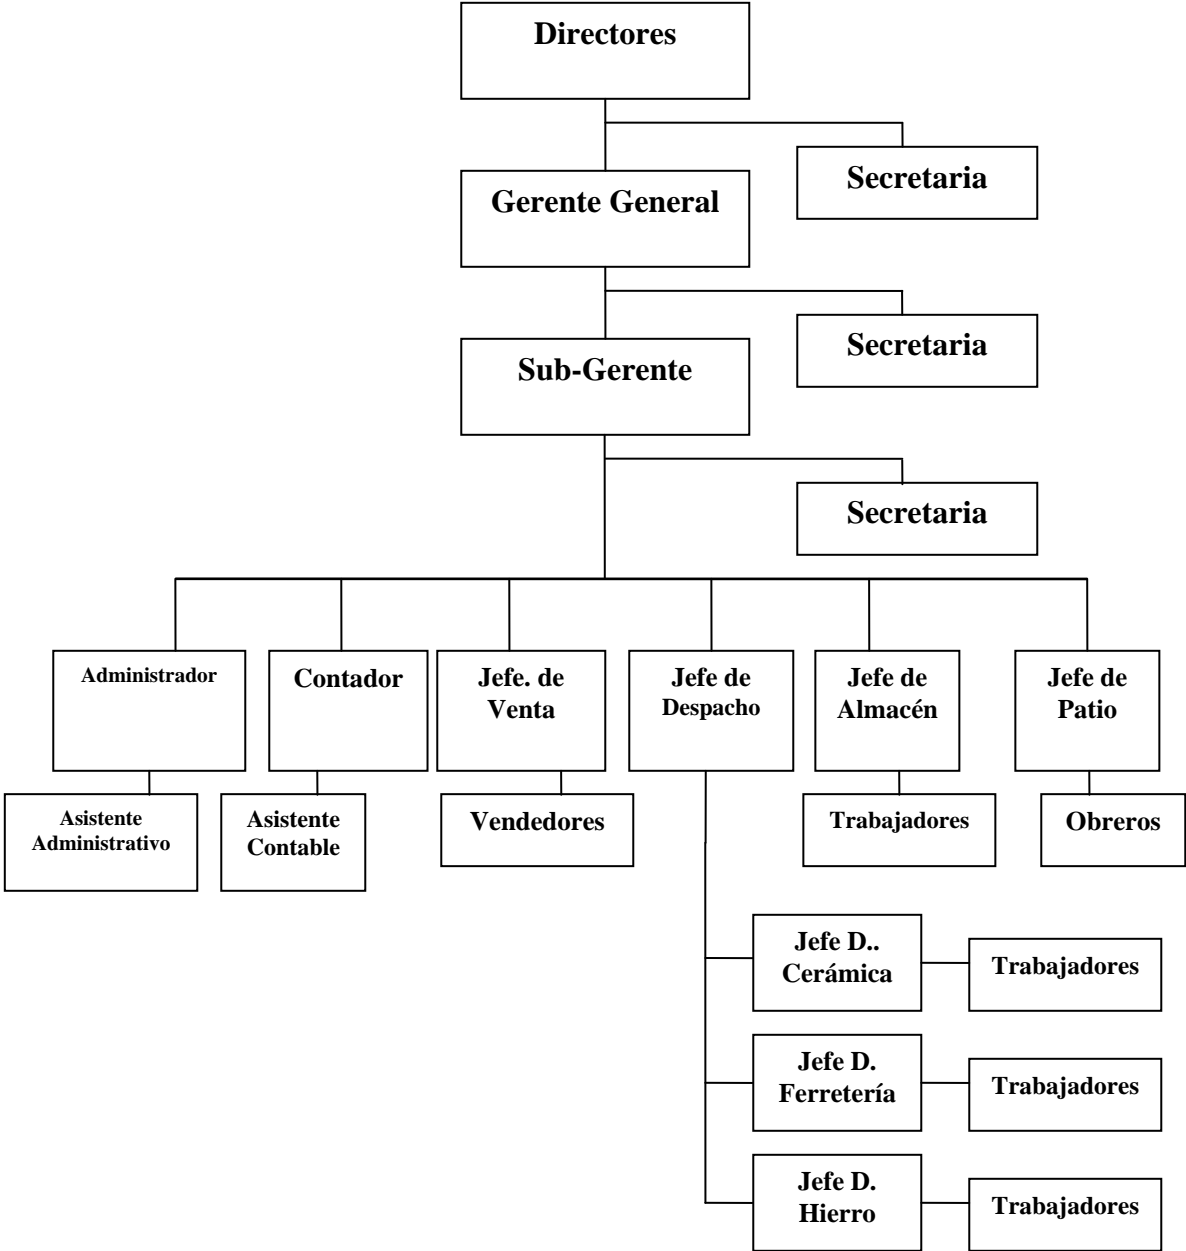 Directores
Secretaria
Gerente General
Secretaria
Sub-Gerente
Secretaria
Administrador
Contador
Jefe. de
Venta
Jefe de
Despacho
Jefe de
Almacén
Jefe de
Patio
Asistente
Administrativo
Asistente
Contable
Vendedores
Trabajadores
Obreros
Jefe D..
Cerámica
Trabajadores
Jefe D.
Ferretería
Trabajadores
Jefe D.
Hierro
Trabajadores